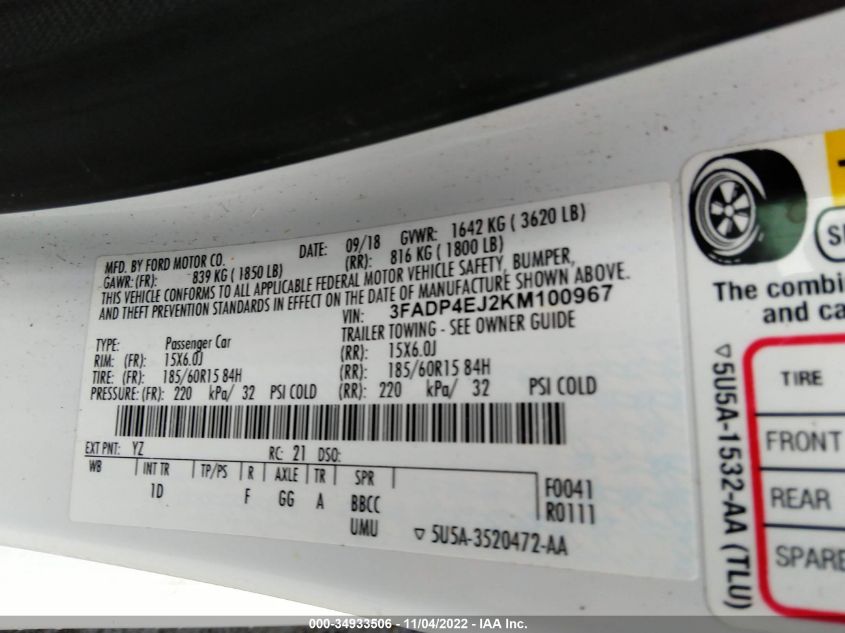 MFD. BY FORD MOTOR CO.
DATE: 09/18 GVWR: 1642 KG ( 3620 LB)
GAWR: (FR): 839 KG ( 1850 LB) (RR): 816 KG ( 1800 LB)
THIS VEHICLE CONFORMS TO ALL APPLICABLE FEDERAL MOTOR VEHICLE SAFETY, BUMPER,
AND THEFT PREVENTION STANDARDS IN EFFECT ON THE DATE OF MANUFACTURE SHOWN ABOVE.
VIN: 3FADP4EJ2KM100967
TYPE: Passenger Car TRAILER TOWING - SEE OWNER GUIDE
RIM: (FR): 15X6.0J (RR): 15X6.0J
TIRE: (FR): 185/60R15 84H (RR): 185/60R15 84H
PRESSURE: (FR): 220 kPa/ 32 PSI COLD (RR): 220 kPa/ 32 PSI COLD
EXT PNT: YZ RC: 21 DSO:
WB INT TR TP/PS R AXLE TR SPR
1D F GG A BBCC
UMU
F0041
R0111
▽ 5U5A-3520472-AA
The combi
and ca
▽5U5A-1532-AA (TLU)
TIRE
FRONT
REAR
SPARE
000-34933506 - 11/04/2022 - IAA Inc.